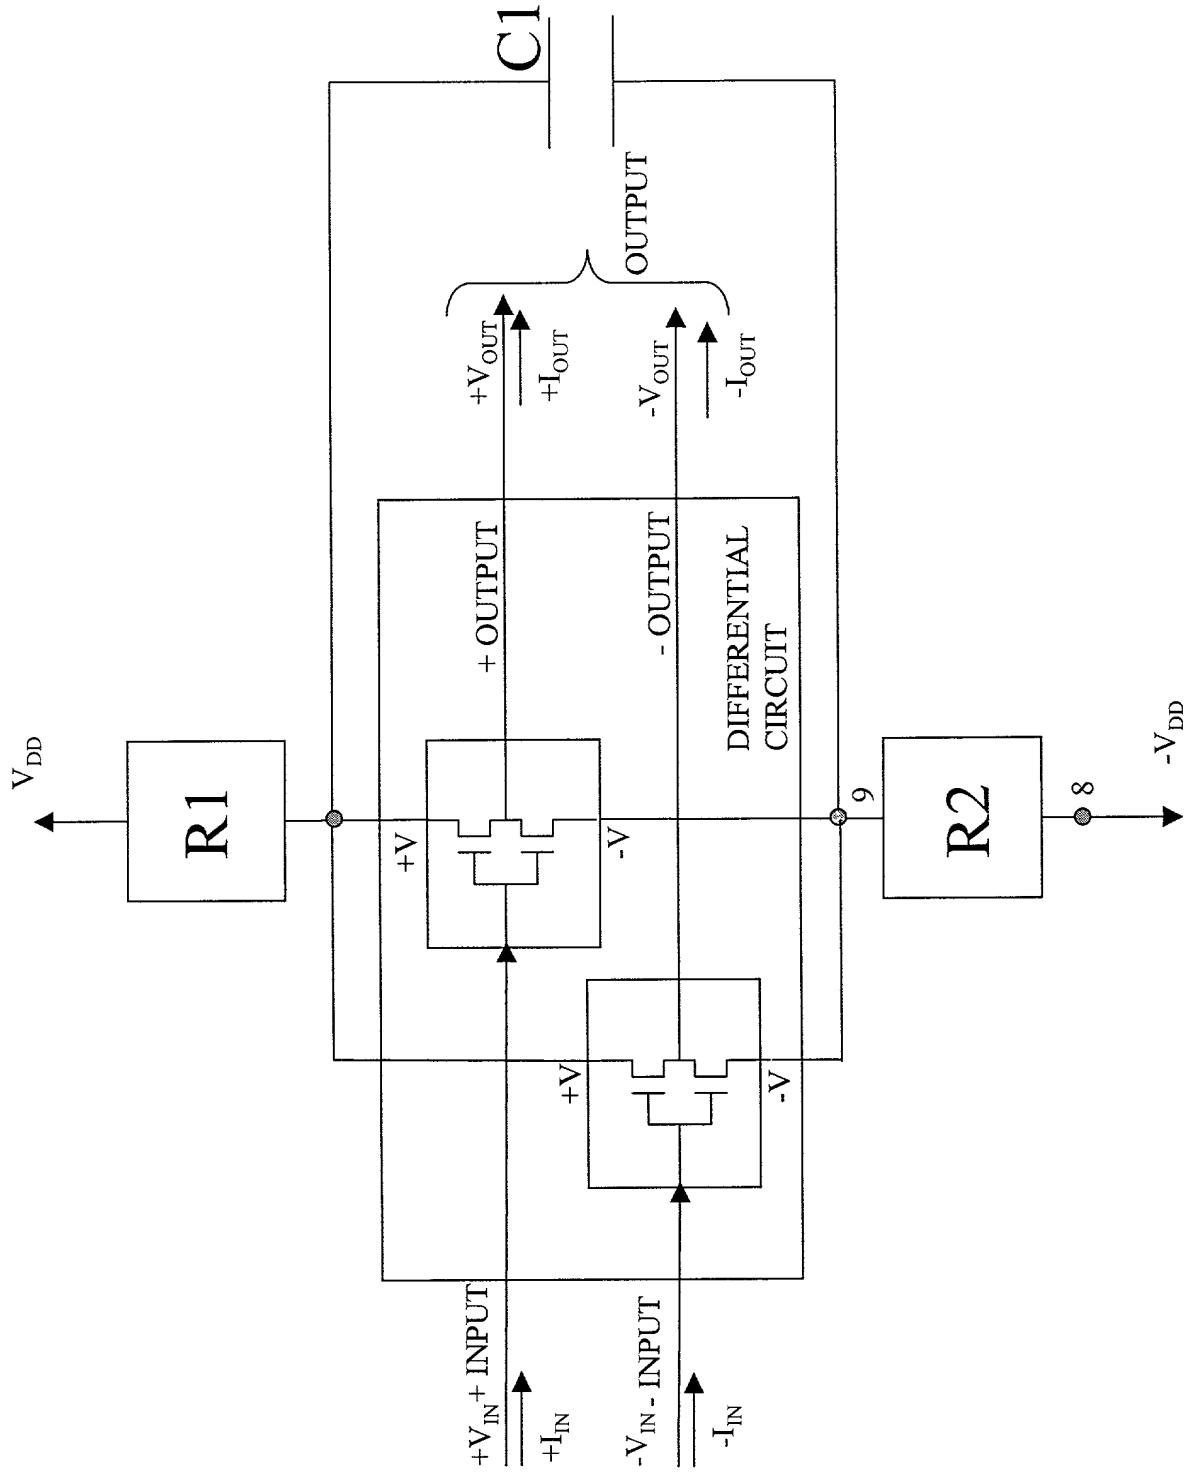 V_DD
R1
+V
+V_IN + INPUT
+ OUTPUT
+V_OUT
C1
+I_IN
+I_OUT
+V
-V
OUTPUT
-V_IN - INPUT
- OUTPUT
-V_OUT
-I_IN
-I_OUT
DIFFERENTIAL
CIRCUIT
-V
9
R2
8
-V_DD